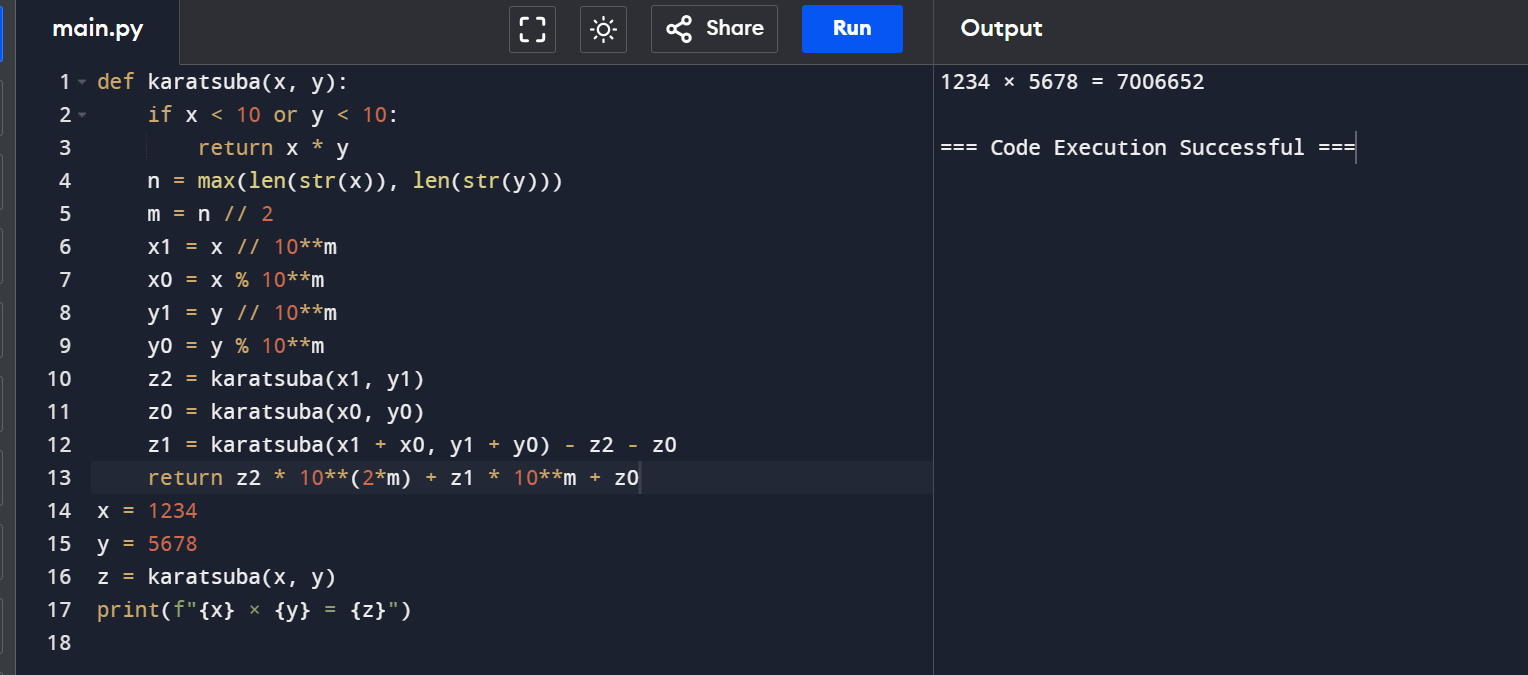 main.py
Share
Run
Output
1 def karatsuba(x, y):
2     if x < 10 or y < 10:
3         return x * y
4     n = max(len(str(x)), len(str(y)))
5     m = n // 2
6     x1 = x // 10**m
7     x0 = x % 10**m
8     y1 = y // 10**m
9     y0 = y % 10**m
10     z2 = karatsuba(x1, y1)
11     z0 = karatsuba(x0, y0)
12     z1 = karatsuba(x1 + x0, y1 + y0) - z2 - z0
13     return z2 * 10**(2*m) + z1 * 10**m + z0
14 x = 1234
15 y = 5678
16 z = karatsuba(x, y)
17 print(f"{x} × {y} = {z}")
18
1234 × 5678 = 7006652
=== Code Execution Successful ===